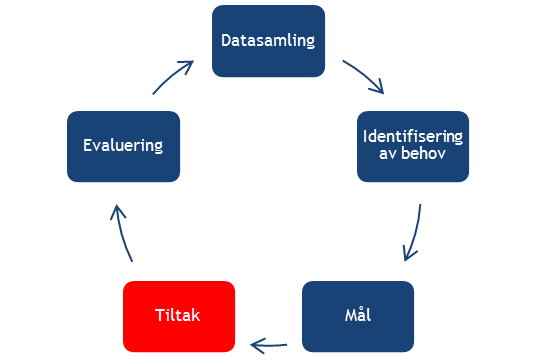 Datasamling
Identifisering
av behov
Mål
Tiltak
Evaluering